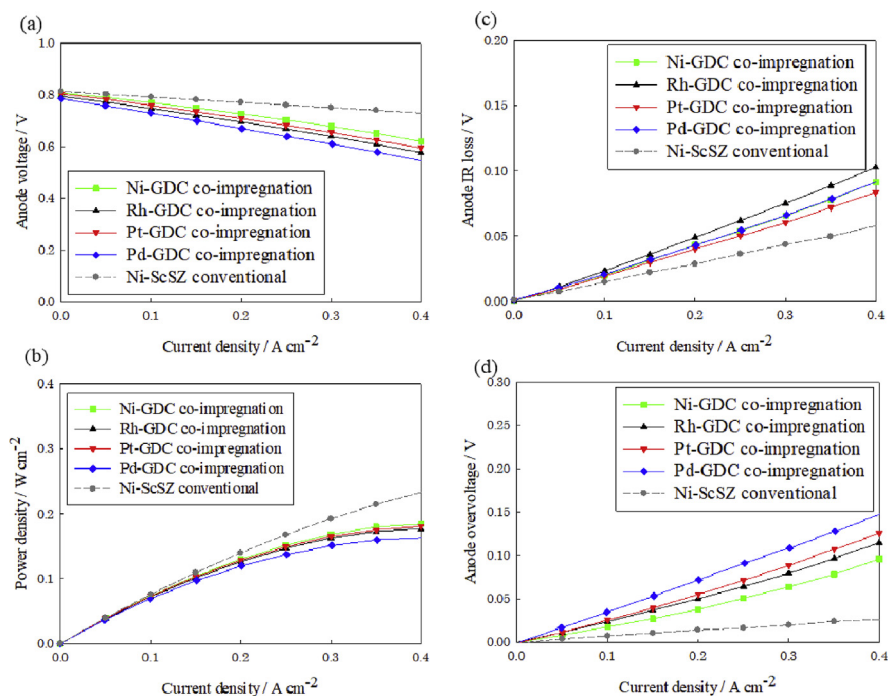 (a)
1.0
0.8
0.6
0.4
0.2
0.0
Anode voltage / V
Ni-GDC co-impregnation
Rh-GDC co-impregnation
Pt-GDC co-impregnation
Pd-GDC co-impregnation
Ni-ScSZ conventional
0.0 0.1 0.2 0.3 0.4
Current density / A cm-2
(b)
0.4
0.3
0.2
0.1
0.0
Power density / W cm-2
Ni-GDC co-impregnation
Rh-GDC co-impregnation
Pt-GDC co-impregnation
Pd-GDC co-impregnation
Ni-ScSZ conventional
0.0 0.1 0.2 0.3 0.4
Current density / A cm-2
(c)
0.20
0.15
0.10
0.05
0.00
Anode IR loss / V
Ni-GDC co-impregnation
Rh-GDC co-impregnation
Pt-GDC co-impregnation
Pd-GDC co-impregnation
Ni-ScSZ conventional
0.0 0.1 0.2 0.3 0.4
Current density / A cm-2
(d)
0.30
0.25
0.20
0.15
0.10
0.05
0.00
Anode overvoltage / V
Ni-GDC co-impregnation
Rh-GDC co-impregnation
Pt-GDC co-impregnation
Pd-GDC co-impregnation
Ni-ScSZ conventional
0.0 0.1 0.2 0.3 0.4
Current density / A cm-2